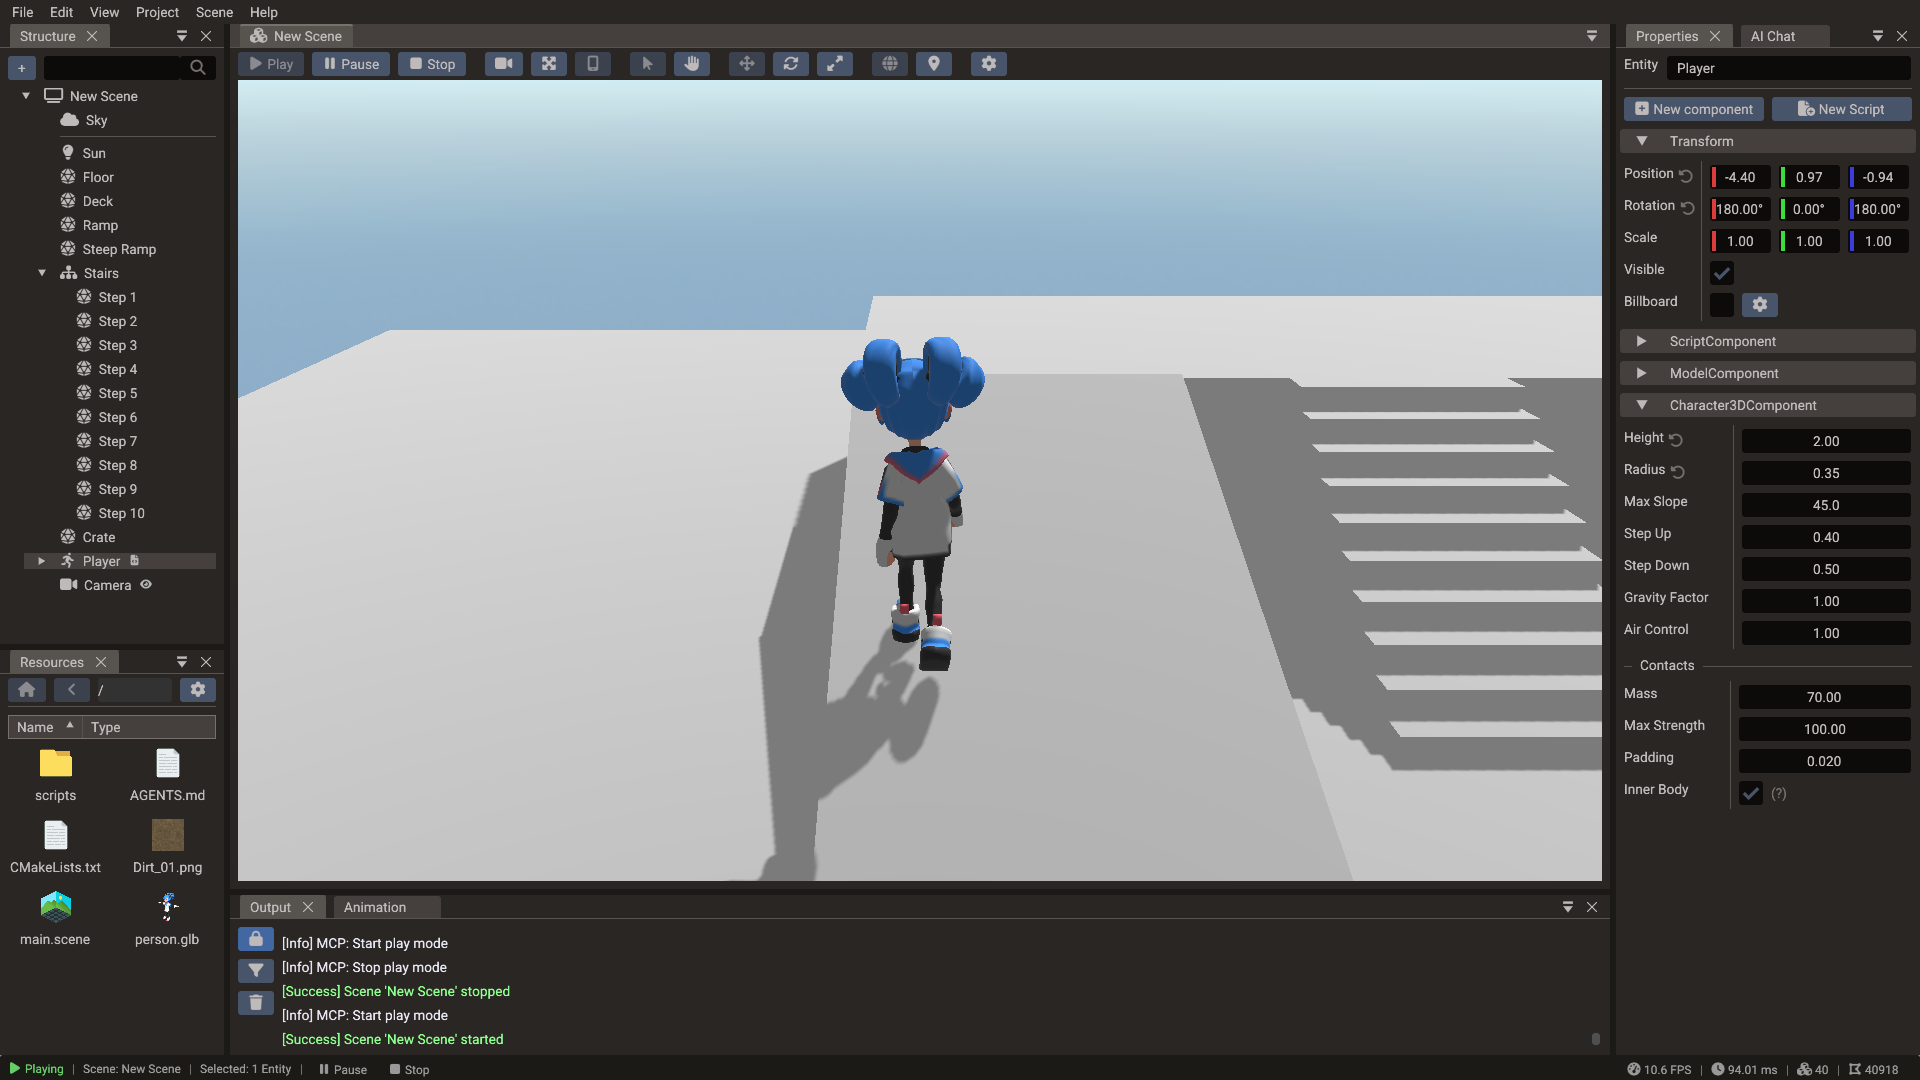 File Edit View Project Scene Help
Structure
New Scene
Properties
AI Chat
Play
Pause
Stop
Entity
Player
New Scene
Sky
Sun
Floor
Deck
Ramp
Steep Ramp
Stairs
Step 1
Step 2
Step 3
Step 4
Step 5
Step 6
Step 7
Step 8
Step 9
Step 10
Crate
Player
Camera
New component
New Script
Transform
Position -4.40 0.97 -0.94
Rotation 180.00° 0.00° 180.00°
Scale 1.00 1.00 1.00
Visible
Billboard
ScriptComponent
ModelComponent
Character3DComponent
Height 2.00
Radius 0.35
Max Slope 45.0
Step Up 0.40
Step Down 0.50
Gravity Factor 1.00
Air Control 1.00
Contacts
Mass 70.00
Max Strength 100.00
Padding 0.020
Inner Body (?)
Resources
/
Name Type
scripts
AGENTS.md
CMakeLists.txt
Dirt_01.png
main.scene
person.glb
Output
Animation
[Info] MCP: Start play mode
[Info] MCP: Stop play mode
[Success] Scene 'New Scene' stopped
[Info] MCP: Start play mode
[Success] Scene 'New Scene' started
Playing | Scene: New Scene | Selected: 1 Entity | Pause Stop
10.6 FPS | 94.01 ms | 40 | 40918